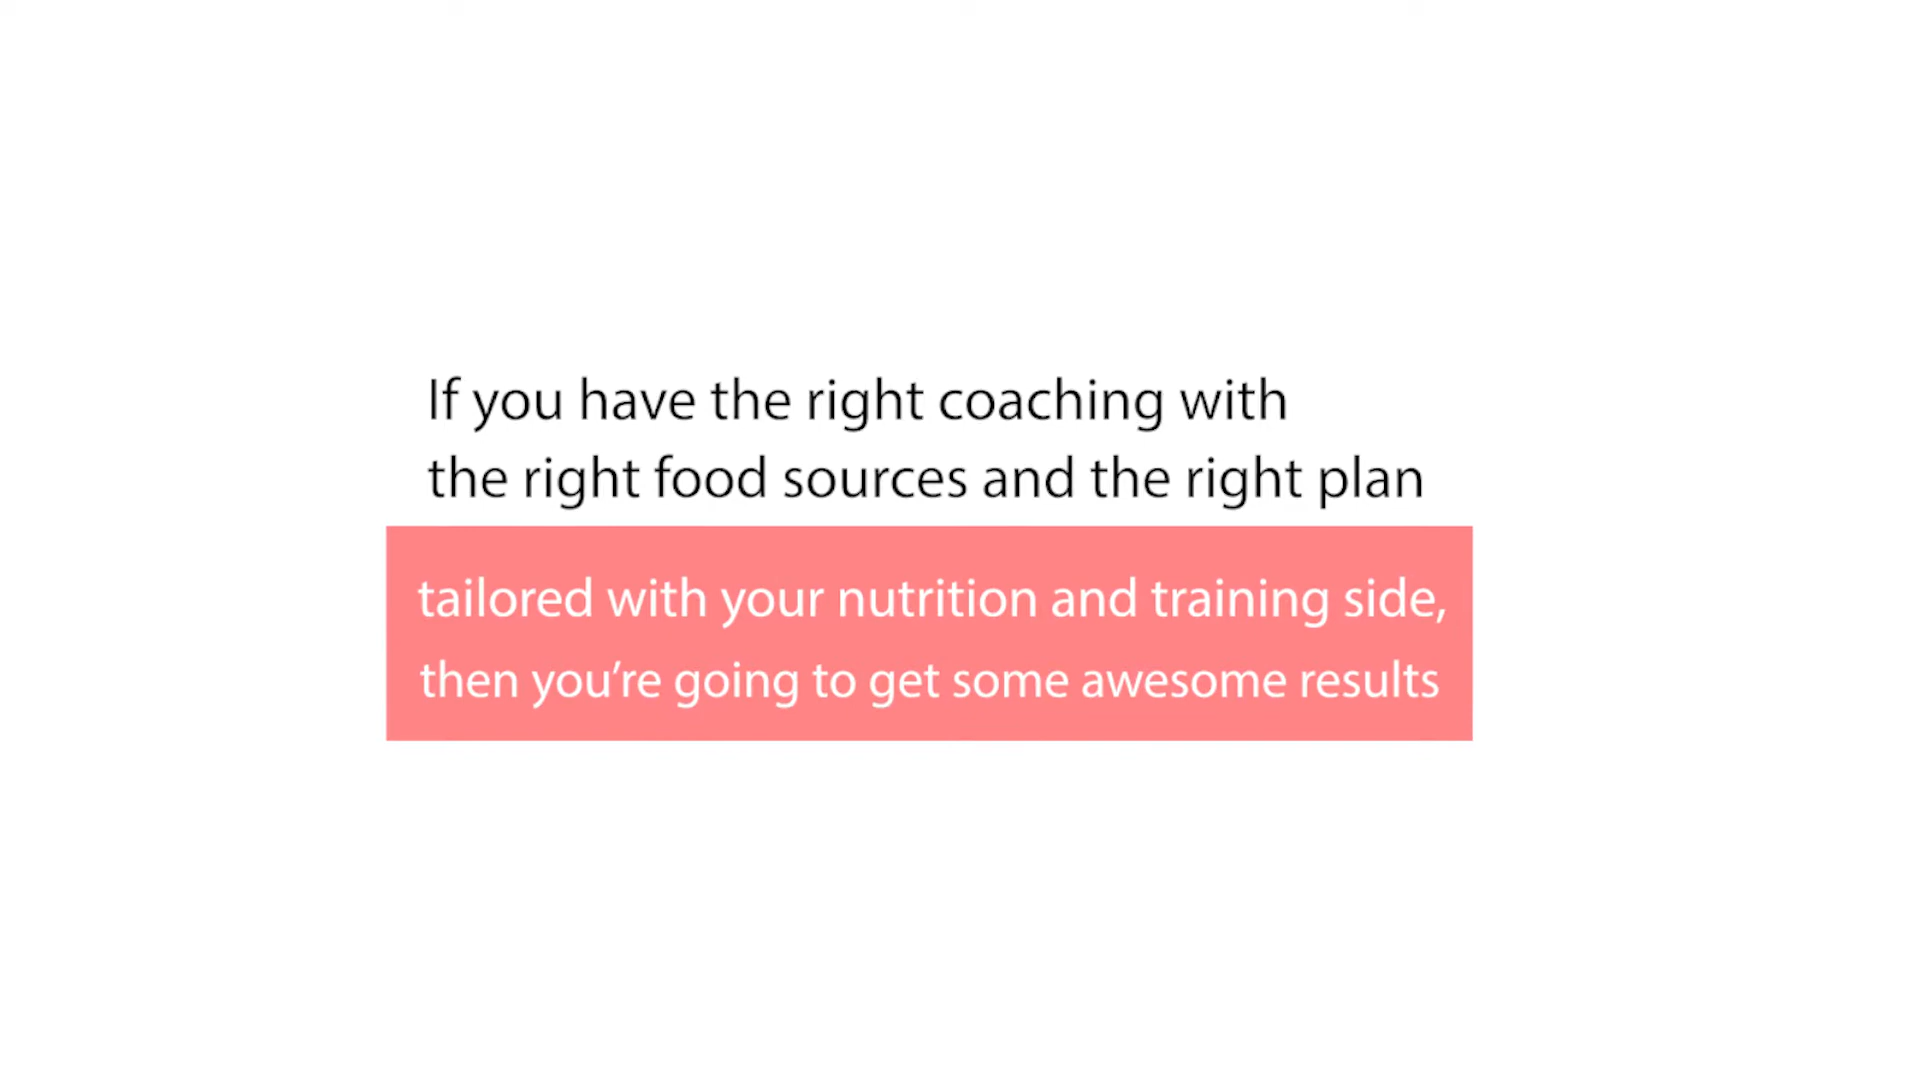 If you have the right coaching with
the right food sources and the right plan
tailored with your nutrition and training side,
then you’re going to get some awesome results